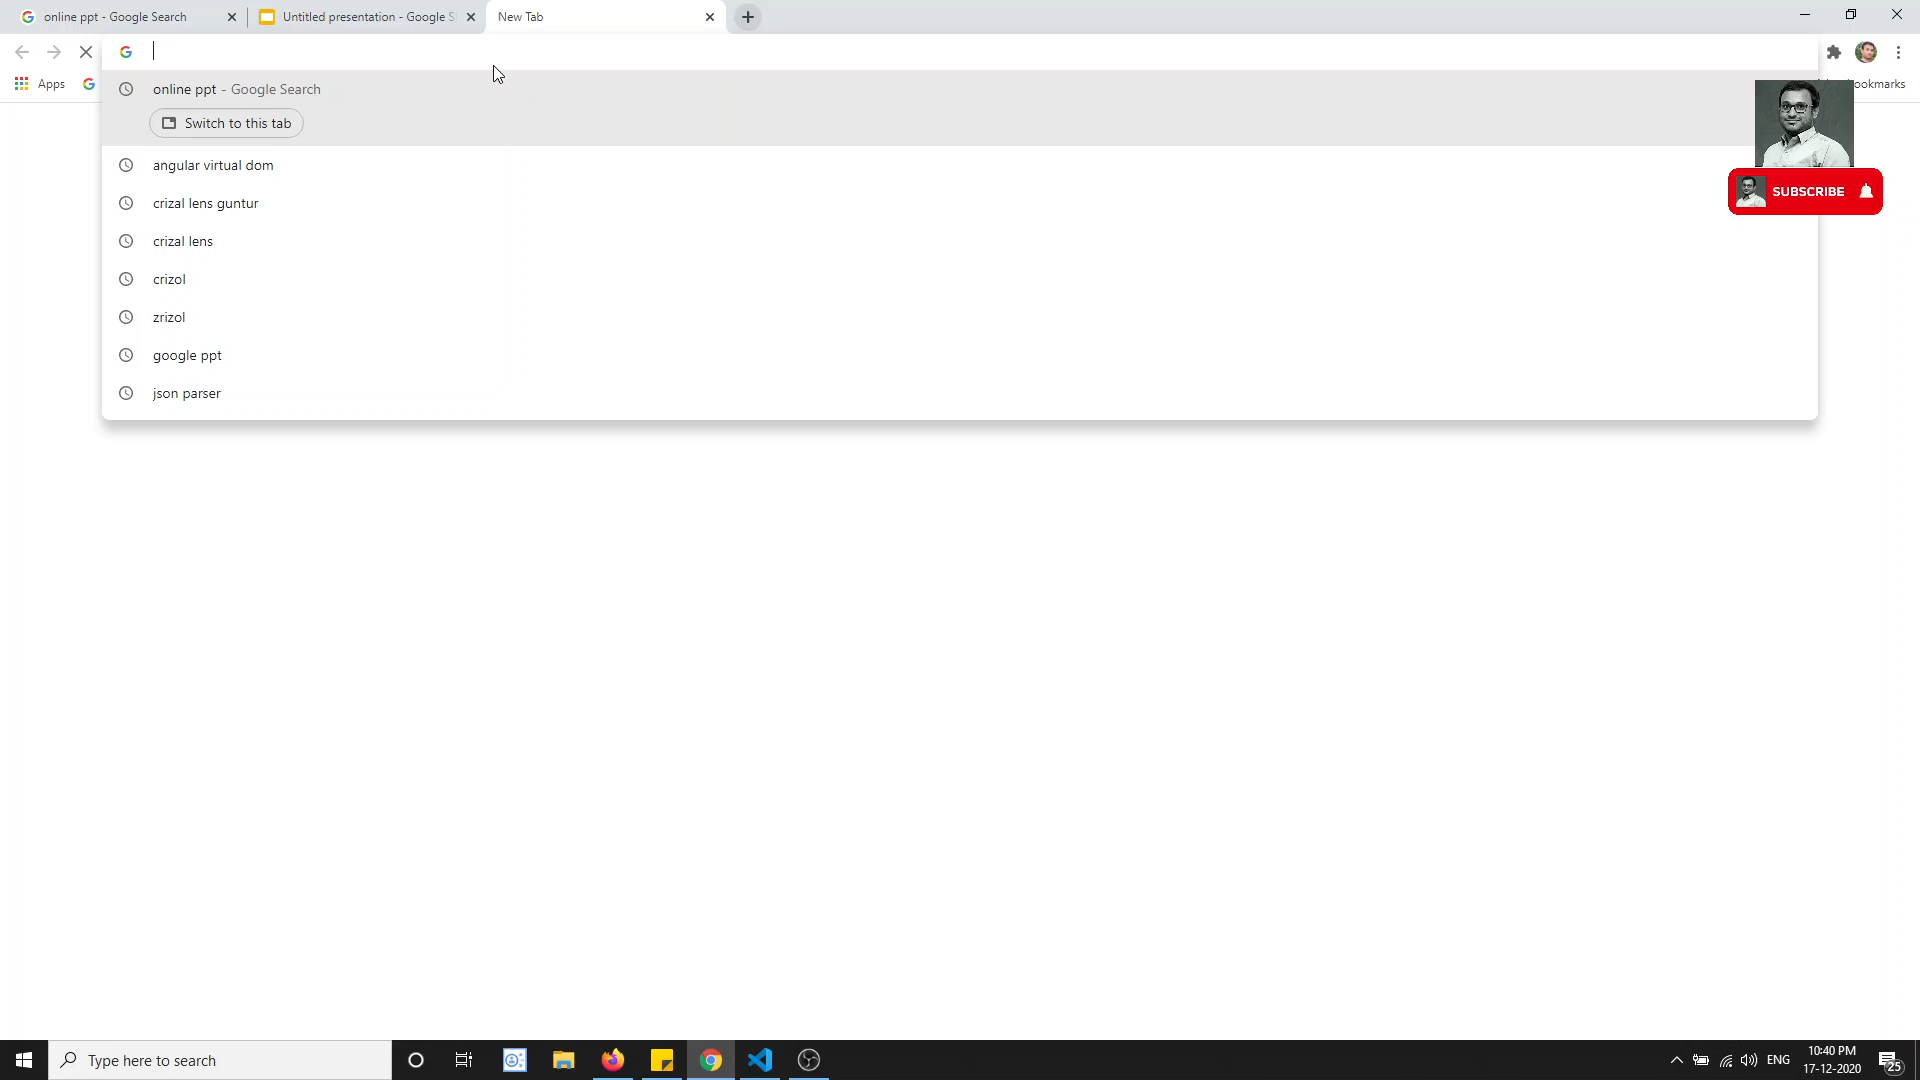 online ppt - Google Search
Untitled presentation - Google S
New Tab
Apps
ookmarks
online ppt - Google Search
Switch to this tab
angular virtual dom
crizal lens guntur
crizal lens
crizol
zrizol
google ppt
json parser
SUBSCRIBE
Type here to search
ENG
10:40 PM
17-12-2020
25